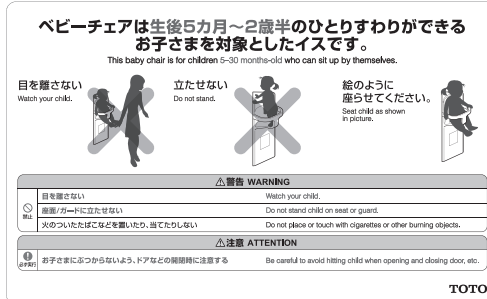 ベビーチェアは生後5カ月～2歳半のひとりすわりができる
お子さまを対象としたイスです。
This baby chair is for children 5–30 months-old who can sit up by themselves.
目を離さない
Watch your child.
立たせない
Do not stand.
絵のように
座らせてください。
Seat child as shown
in picture.
⚠警告 WARNING
禁止
目を離さない Watch your child.
座面/ガードに立たせない Do not stand child on seat or guard.
火のついたたばこなどを置いたり、当てたりしない Do not place or touch with cigarettes or other burning objects.
⚠注意 ATTENTION
必ず実行
お子さまにぶつからないよう、ドアなどの開閉時に注意する Be careful to avoid hitting child when opening and closing door, etc.
TOTO